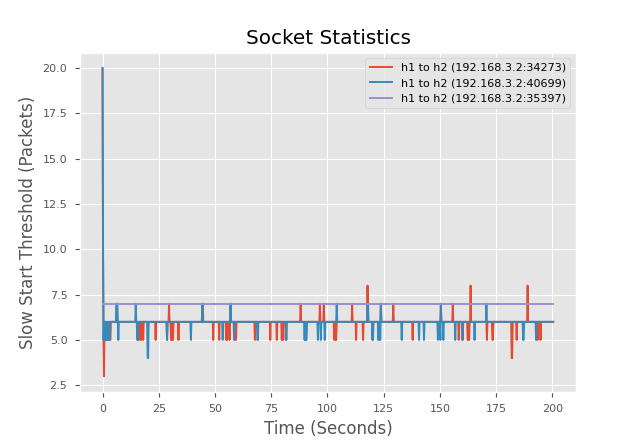 Socket Statistics
h1 to h2 (192.168.3.2:34273)
h1 to h2 (192.168.3.2:40699)
h1 to h2 (192.168.3.2:35397)
Slow Start Threshold (Packets)
20.0
17.5
15.0
12.5
10.0
7.5
5.0
2.5
0 25 50 75 100 125 150 175 200
Time (Seconds)